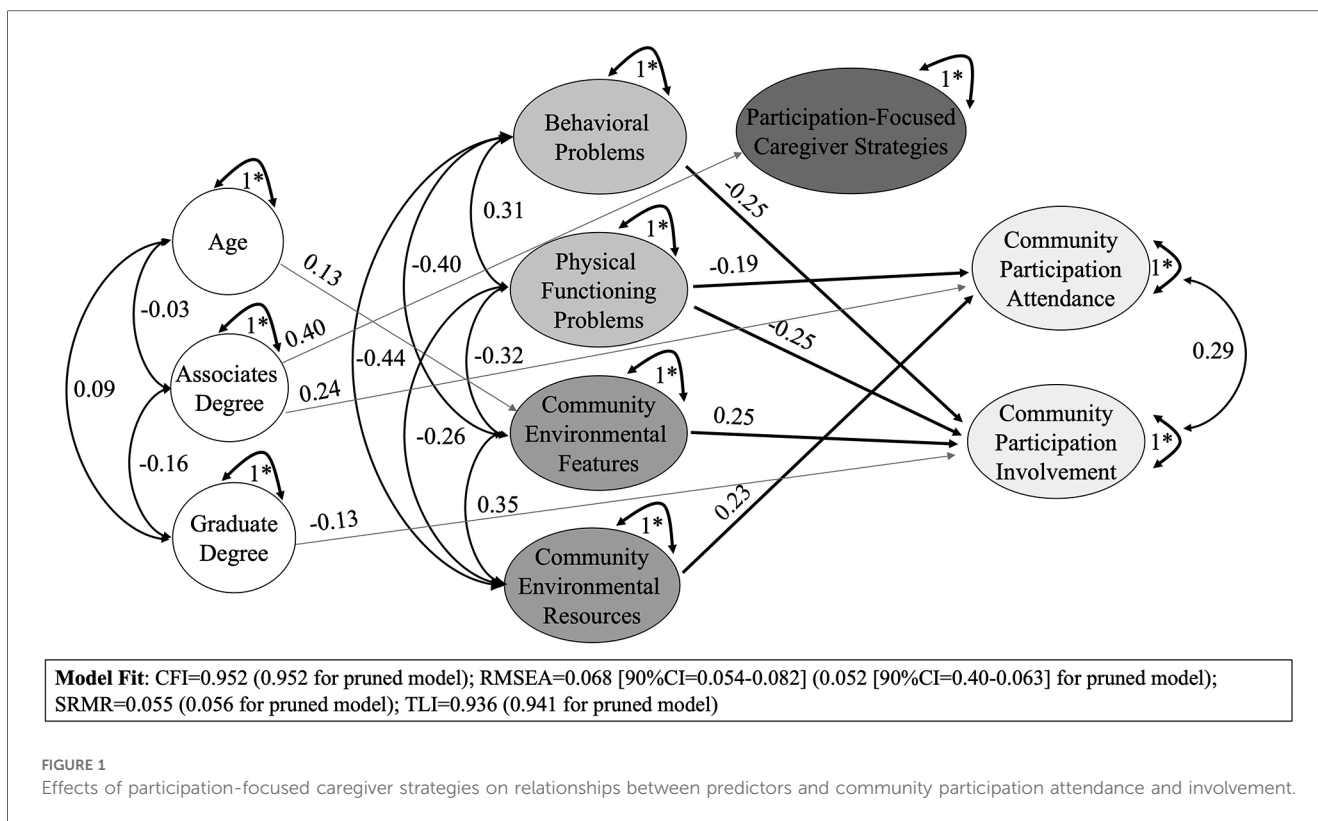 Behavioral
Problems
1*
Participation-Focused
Caregiver Strategies
1*
Age
1*
Associates
Degree
1*
Graduate
Degree
1*
Physical
Functioning
Problems
1*
Community
Environmental
Features
1*
Community
Environmental
Resources
1*
Community
Participation
Attendance
1*
Community
Participation
Involvement
1*
0.09
-0.03
-0.16
0.13
0.40
0.24
-0.13
0.31
-0.40
-0.44
-0.32
-0.26
0.35
-0.25
-0.19
-0.25
0.25
0.23
0.29
Model Fit: CFI=0.952 (0.952 for pruned model); RMSEA=0.068 [90%CI=0.054-0.082] (0.052 [90%CI=0.40-0.063] for pruned model);
SRMR=0.055 (0.056 for pruned model); TLI=0.936 (0.941 for pruned model)
FIGURE 1
Effects of participation-focused caregiver strategies on relationships between predictors and community participation attendance and involvement.